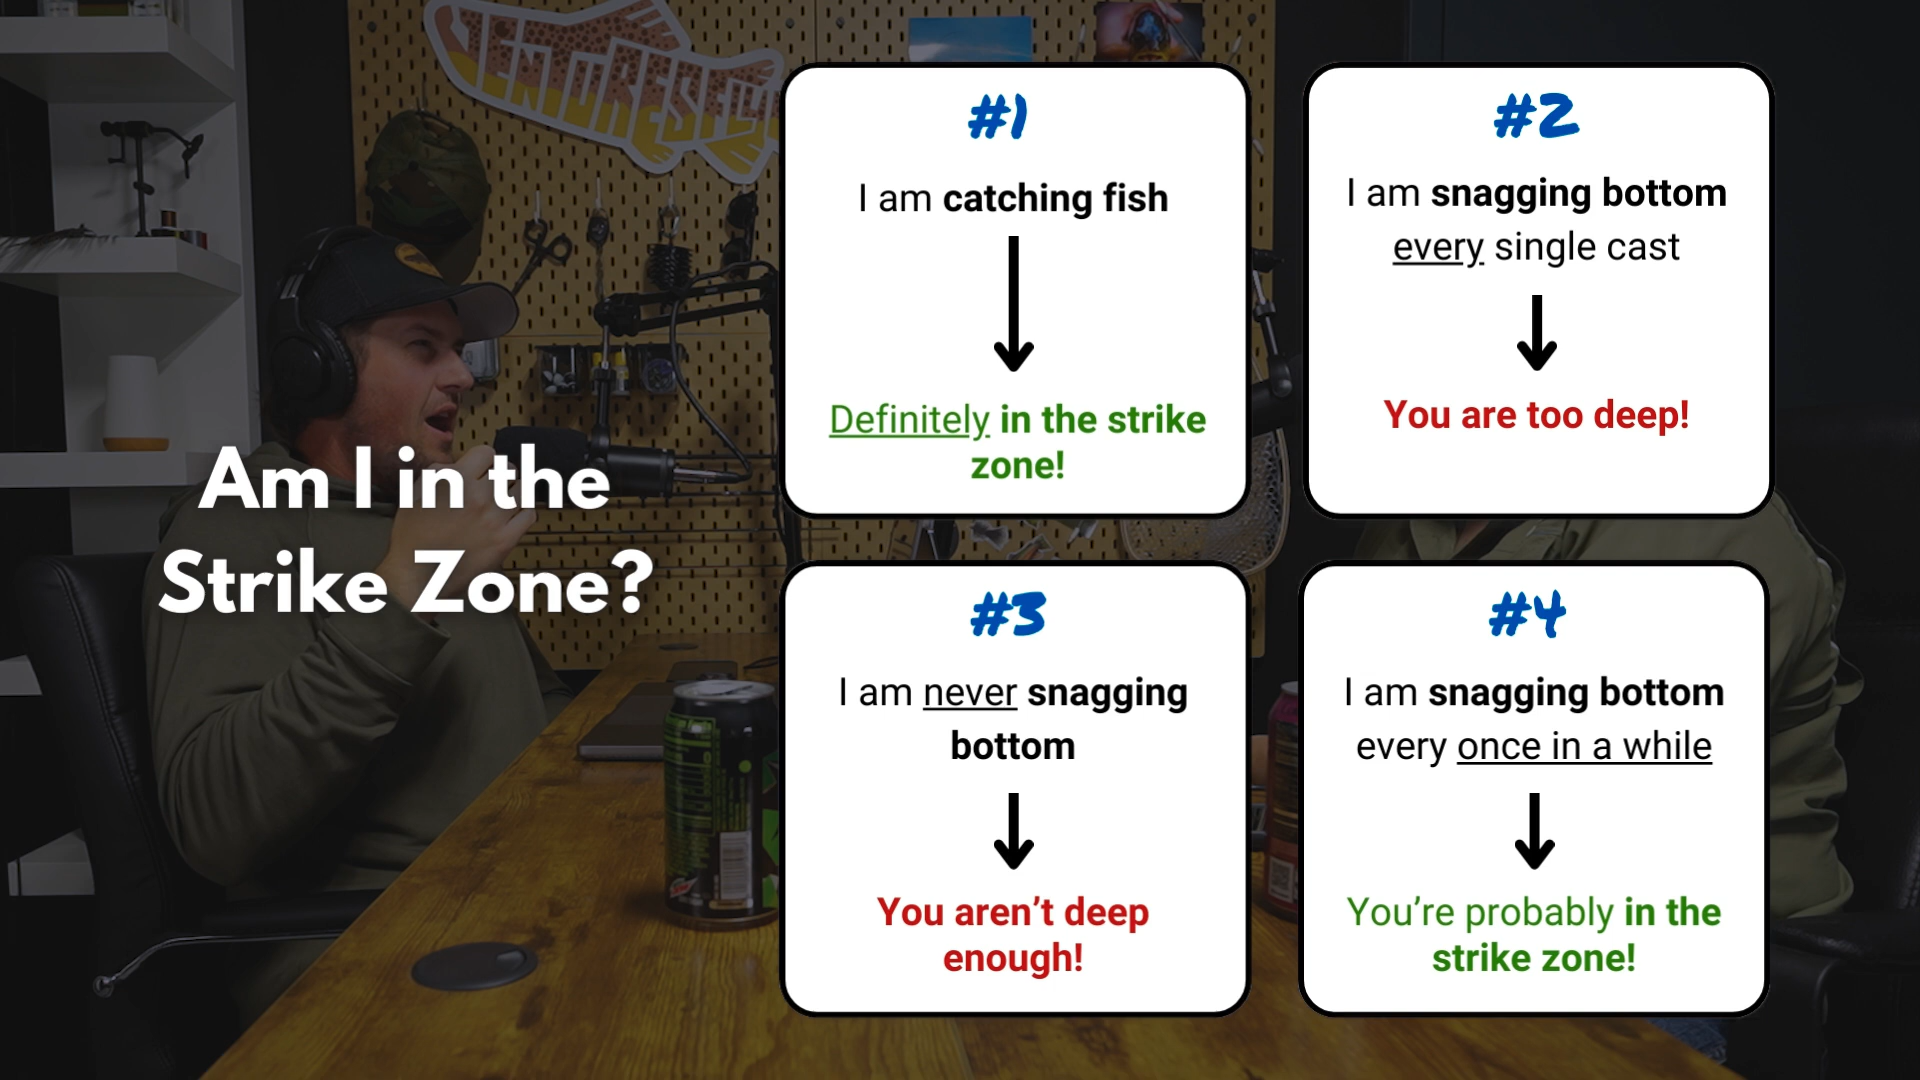 VENTURESFLY
Am I in the
Strike Zone?
#1
I am catching fish
Definitely in the strike
zone!
#2
I am snagging bottom
every single cast
You are too deep!
#3
I am never snagging
bottom
You aren’t deep
enough!
#4
I am snagging bottom
every once in a while
You’re probably in the
strike zone!